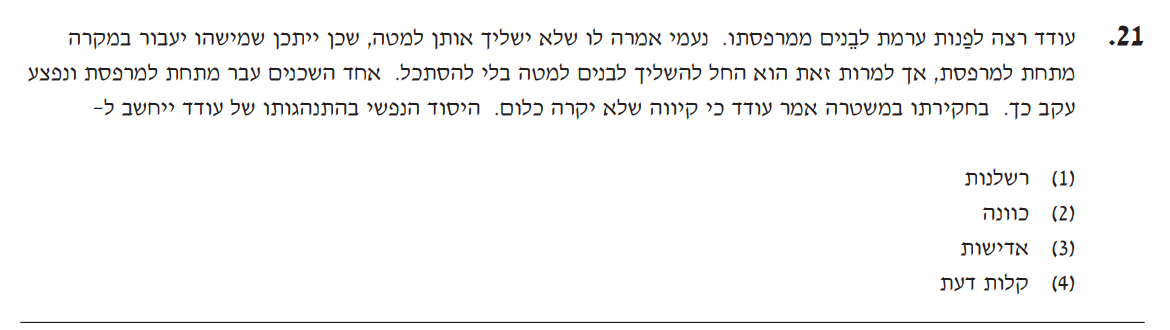 21. עודד רצה לפַנות ערמת לבֵנים ממרפסתו. נעמי אמרה לו שלא ישליך אותן למטה, שכן ייתכן שמישהו יעבור במקרה
מתחת למרפסת, אך למרות זאת הוא החל להשליך לבנים למטה בלי להסתכל. אחד השכנים עבר מתחת למרפסת ונפצע
עקב כך. בחקירתו במשטרה אמר עודד כי קיווה שלא יקרה כלום. היסוד הנפשי בהתנהגותו של עודד ייחשב ל–
(1) רשלנות
(2) כוונה
(3) אדישות
(4) קלות דעת